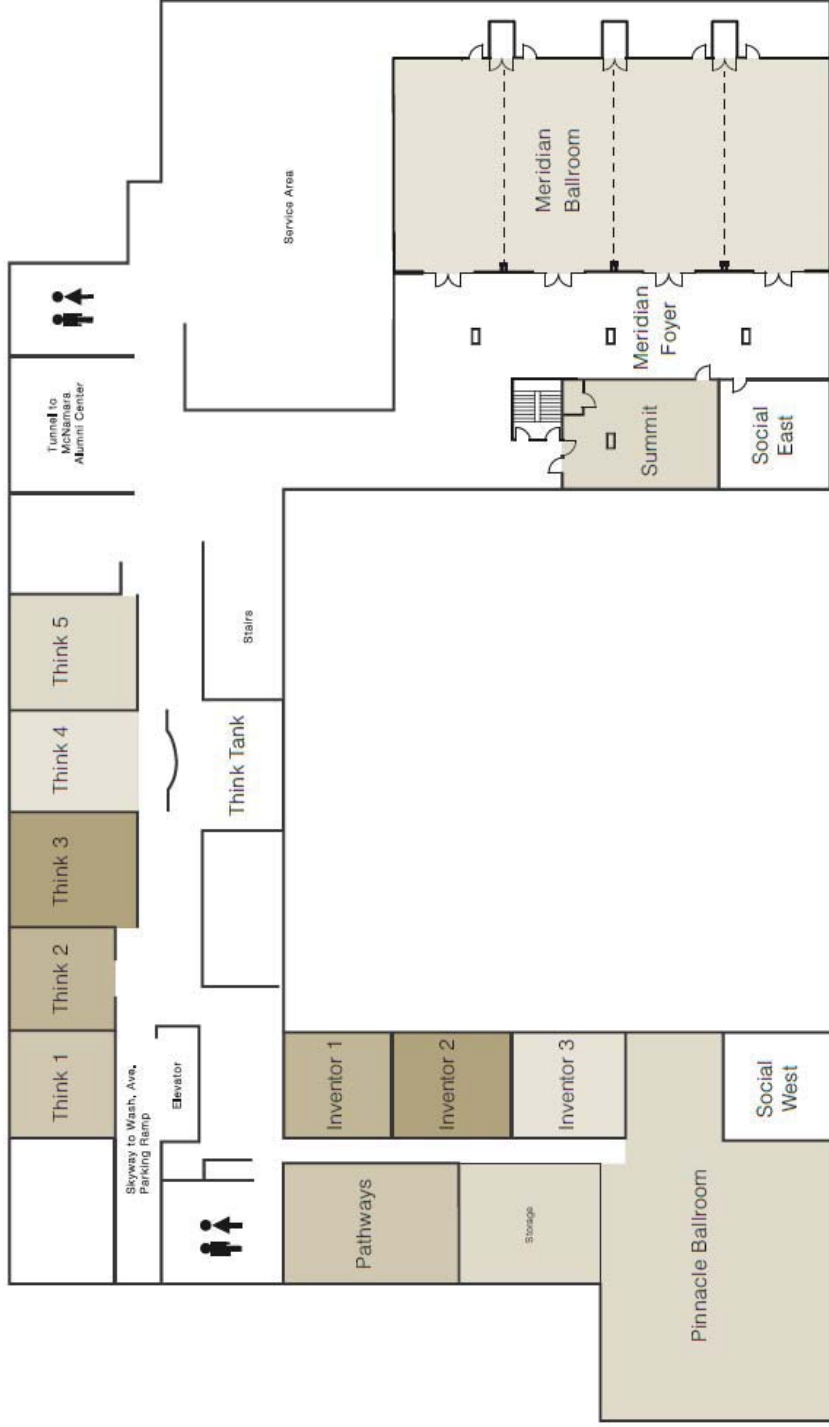 Skyway to Wash. Ave.
Parking Ramp
Think 1
Think 2
Think 3
Think 4
Think 5
Tunnel to
McNamara
Alumni Center
Elevator
Think Tank
Stairs
Service Area
Pathways
Storage
Inventor 1
Inventor 2
Inventor 3
Pinnacle Ballroom
Social
West
Summit
Social
East
Meridian
Foyer
Meridian
Ballroom